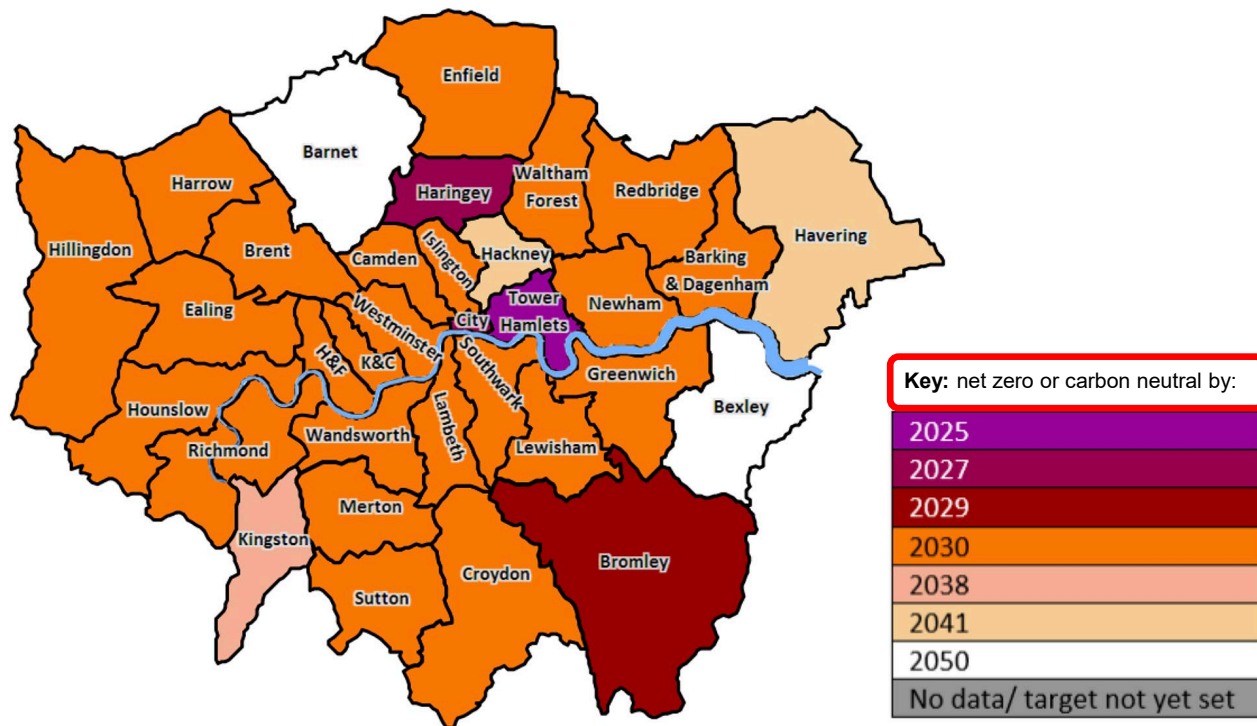 Enfield
Barnet
Harrow
Haringey
Waltham
Forest
Redbridge
Havering
Hillingdon
Brent
Camden
Islington
Hackney
Barking
& Dagenham
Ealing
Westminster
City
Tower
Hamlets
Newham
H&F
K&C
Southwark
Greenwich
Hounslow
Bexley
Richmond
Wandsworth
Lambeth
Lewisham
Kingston
Merton
Sutton
Croydon
Bromley
Key: net zero or carbon neutral by:
2025
2027
2029
2030
2038
2041
2050
No data/ target not yet set